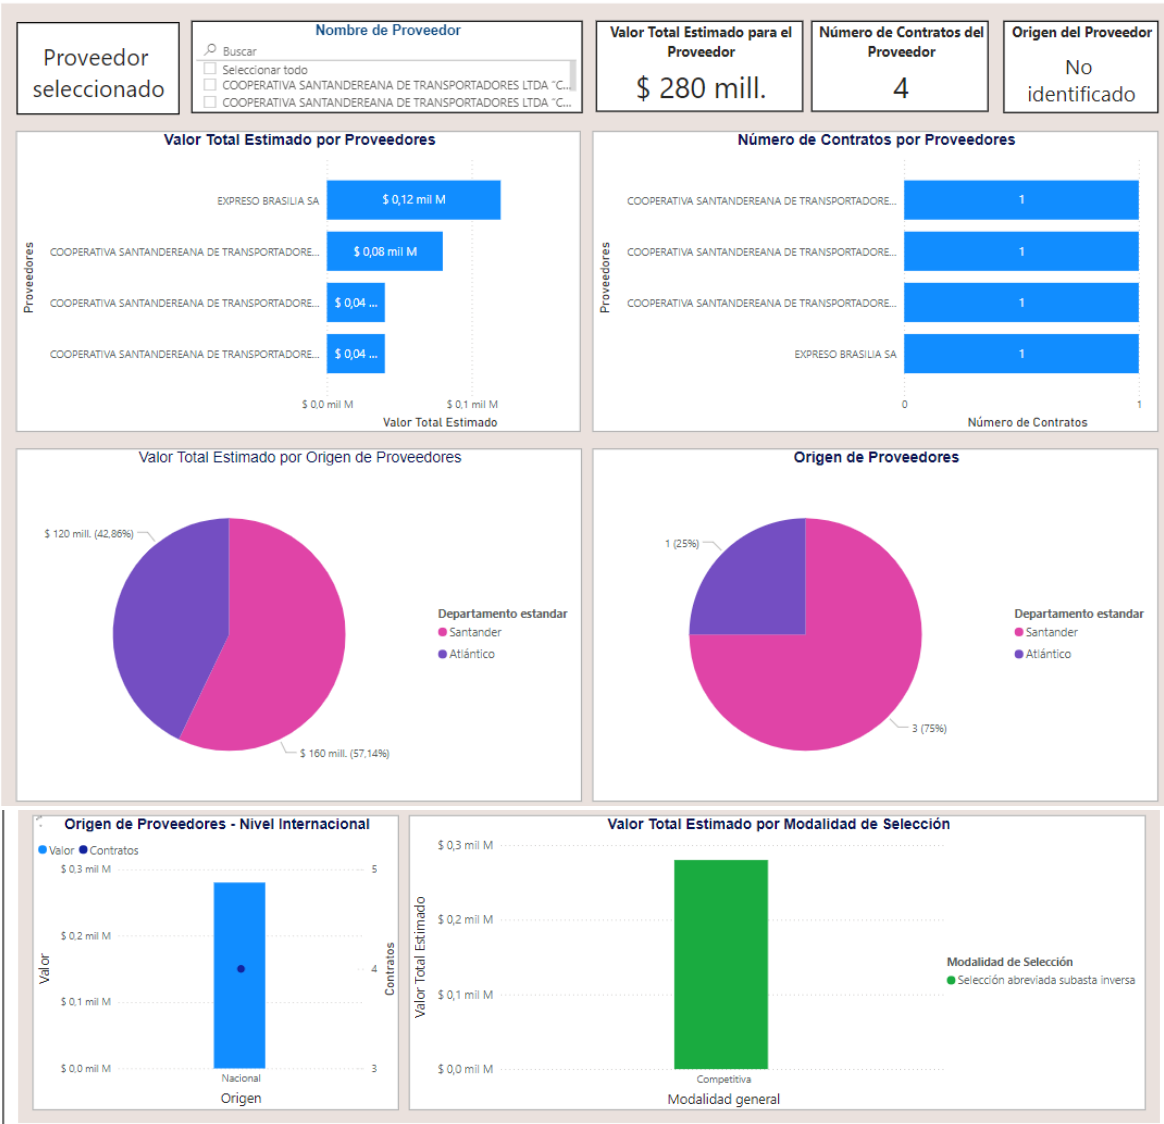 Proveedor
seleccionado
Nombre de Proveedor
Buscar
Seleccionar todo
COOPERATIVA SANTANDEREANA DE TRANSPORTADORES LTDA "C...
COOPERATIVA SANTANDEREANA DE TRANSPORTADORES LTDA "C...
Valor Total Estimado para el
Proveedor
$ 280 mill.
Número de Contratos del
Proveedor
4
Origen del Proveedor
No
identificado
Valor Total Estimado por Proveedores
Proveedores
EXPRESO BRASILIA SA
$ 0,12 mil M
COOPERATIVA SANTANDEREANA DE TRANSPORTADORE...
$ 0,08 mil M
COOPERATIVA SANTANDEREANA DE TRANSPORTADORE...
$ 0,04 ...
COOPERATIVA SANTANDEREANA DE TRANSPORTADORE...
$ 0,04 ...
$ 0,0 mil M
$ 0,1 mil M
Valor Total Estimado
Número de Contratos por Proveedores
Proveedores
COOPERATIVA SANTANDEREANA DE TRANSPORTADORE...
1
COOPERATIVA SANTANDEREANA DE TRANSPORTADORE...
1
COOPERATIVA SANTANDEREANA DE TRANSPORTADORE...
1
EXPRESO BRASILIA SA
1
0
1
Número de Contratos
Valor Total Estimado por Origen de Proveedores
$ 120 mill. (42,86%)
$ 160 mill. (57,14%)
Departamento estandar
Santander
Atlántico
Origen de Proveedores
1 (25%)
3 (75%)
Departamento estandar
Santander
Atlántico
Origen de Proveedores - Nivel Internacional
Valor
Contratos
$ 0,3 mil M
$ 0,2 mil M
$ 0,1 mil M
$ 0,0 mil M
Valor
5
4
3
Contratos
Nacional
Origen
Valor Total Estimado por Modalidad de Selección
Valor Total Estimado
$ 0,3 mil M
$ 0,2 mil M
$ 0,1 mil M
$ 0,0 mil M
Competitiva
Modalidad general
Modalidad de Selección
Selección abreviada subasta inversa